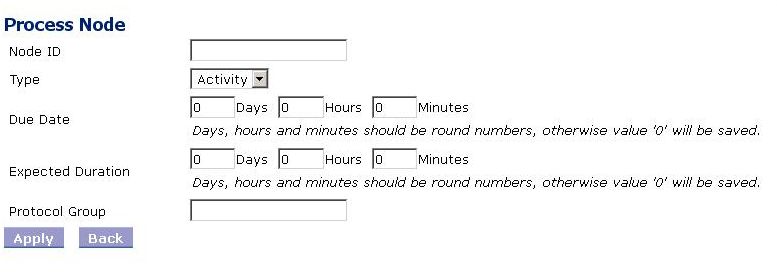 Process Node
Node ID
Type Activity
Due Date 0 Days 0 Hours 0 Minutes
Days, hours and minutes should be round numbers, otherwise value '0' will be saved.
Expected Duration 0 Days 0 Hours 0 Minutes
Days, hours and minutes should be round numbers, otherwise value '0' will be saved.
Protocol Group
Apply Back